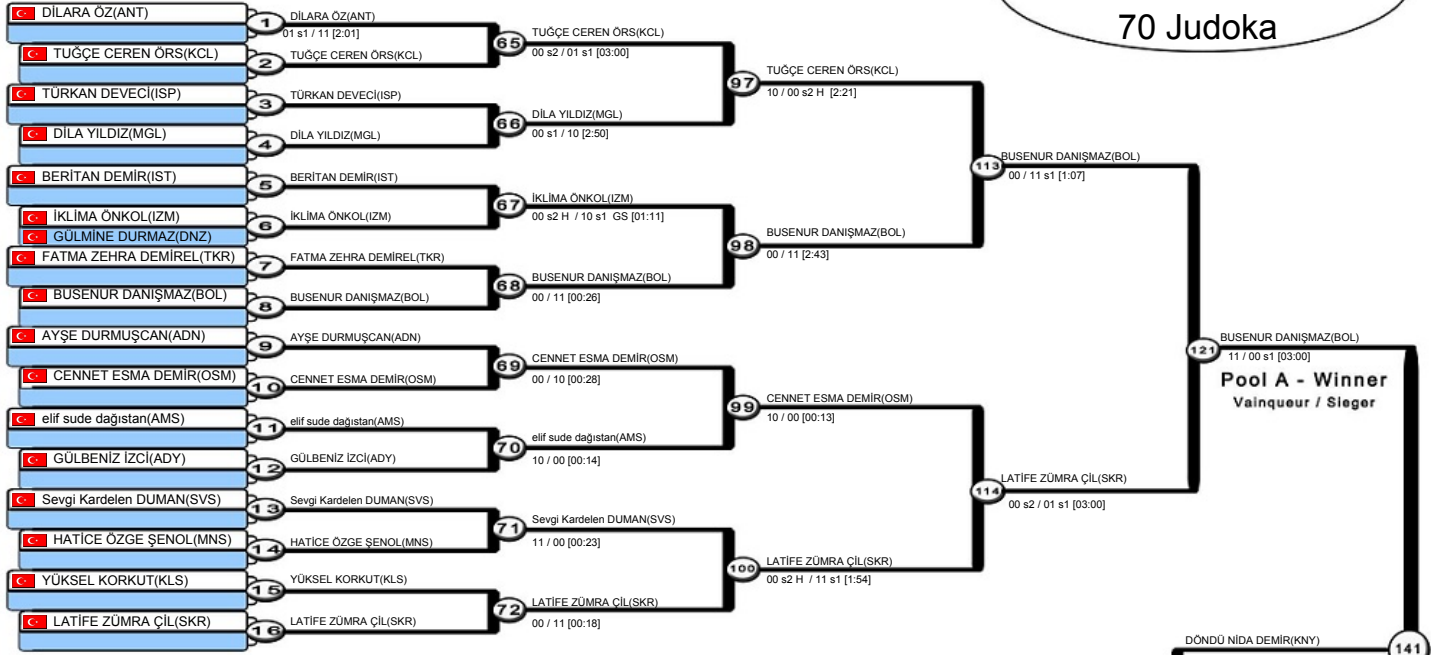 70 Judoka
DİLARA ÖZ(ANT)
TUĞÇE CEREN ÖRS(KCL)
TÜRKAN DEVECİ(ISP)
DİLA YILDIZ(MGL)
BERİTAN DEMİR(IST)
İKLİMA ÖNKOL(IZM)
GÜLMİNE DURMAZ(DNZ)
FATMA ZEHRA DEMİREL(TKR)
BUSENUR DANIŞMAZ(BOL)
AYŞE DURMUŞCAN(ADN)
CENNET ESMA DEMİR(OSM)
elif sude dağıstan(AMS)
GÜLBENİZ İZCİ(ADY)
Sevgi Kardelen DUMAN(SVS)
HATİCE ÖZGE ŞENOL(MNS)
YÜKSEL KORKUT(KLS)
LATİFE ZÜMRA ÇİL(SKR)
1 DİLARA ÖZ(ANT)
01 s1 / 11 [2:01]
2 TUĞÇE CEREN ÖRS(KCL)
3 TÜRKAN DEVECİ(ISP)
4 DİLA YILDIZ(MGL)
5 BERİTAN DEMİR(IST)
6 İKLİMA ÖNKOL(IZM)
7 FATMA ZEHRA DEMİREL(TKR)
8 BUSENUR DANIŞMAZ(BOL)
9 AYŞE DURMUŞCAN(ADN)
10 CENNET ESMA DEMİR(OSM)
11 elif sude dağıstan(AMS)
12 GÜLBENİZ İZCİ(ADY)
13 Sevgi Kardelen DUMAN(SVS)
14 HATİCE ÖZGE ŞENOL(MNS)
15 YÜKSEL KORKUT(KLS)
16 LATİFE ZÜMRA ÇİL(SKR)
65 TUĞÇE CEREN ÖRS(KCL)
00 s2 / 01 s1 [03:00]
66 DİLA YILDIZ(MGL)
00 s1 / 10 [2:50]
67 İKLİMA ÖNKOL(IZM)
00 s2 H / 10 s1 GS [01:11]
68 BUSENUR DANIŞMAZ(BOL)
00 / 11 [00:26]
69 CENNET ESMA DEMİR(OSM)
00 / 10 [00:28]
70 elif sude dağıstan(AMS)
10 / 00 [00:14]
71 Sevgi Kardelen DUMAN(SVS)
11 / 00 [00:23]
72 LATİFE ZÜMRA ÇİL(SKR)
00 / 11 [00:18]
97 TUĞÇE CEREN ÖRS(KCL)
10 / 00 s2 H [2:21]
98 BUSENUR DANIŞMAZ(BOL)
00 / 11 [2:43]
99 CENNET ESMA DEMİR(OSM)
10 / 00 [00:13]
100 LATİFE ZÜMRA ÇİL(SKR)
00 s2 H / 11 s1 [1:54]
113 BUSENUR DANIŞMAZ(BOL)
00 / 11 s1 [1:07]
114 LATİFE ZÜMRA ÇİL(SKR)
00 s2 / 01 s1 [03:00]
121 BUSENUR DANIŞMAZ(BOL)
11 / 00 s1 [03:00]
Pool A - Winner
Vainqueur / Sieger
DÖNDÜ NİDA DEMİR(KNY)
141